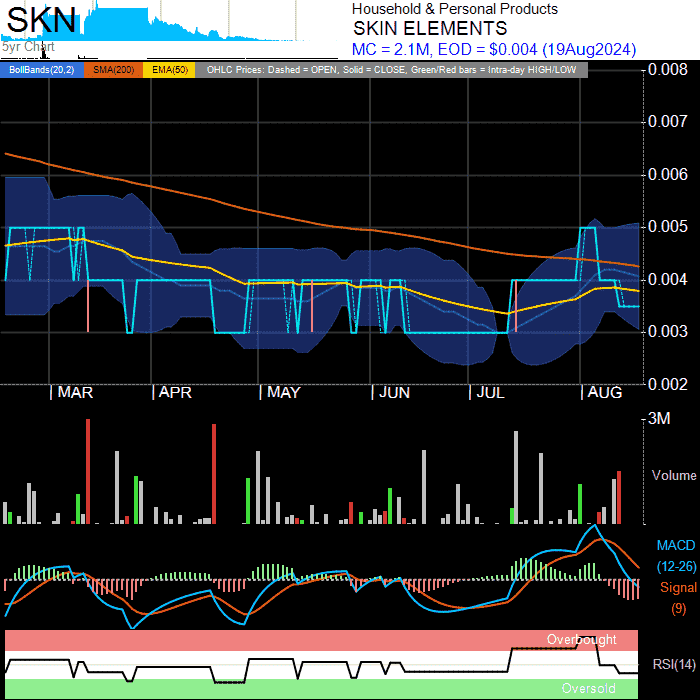 SKN
Household & Personal Products
SKIN ELEMENTS
5yr Chart
MC = 2.1M, EOD = $0.004 (19Aug2024)
BollBands(20,2) SMA(200) EMA(50) OHLC Prices: Dashed = OPEN, Solid = CLOSE, Green/Red bars = Intra-day HIGH/LOW
0.008
0.007
0.006
0.005
0.004
0.003
0.002
MAR APR MAY JUN JUL AUG
3M
Volume
MACD
(12-26)
Signal
(9)
Overbought
RSI(14)
Oversold